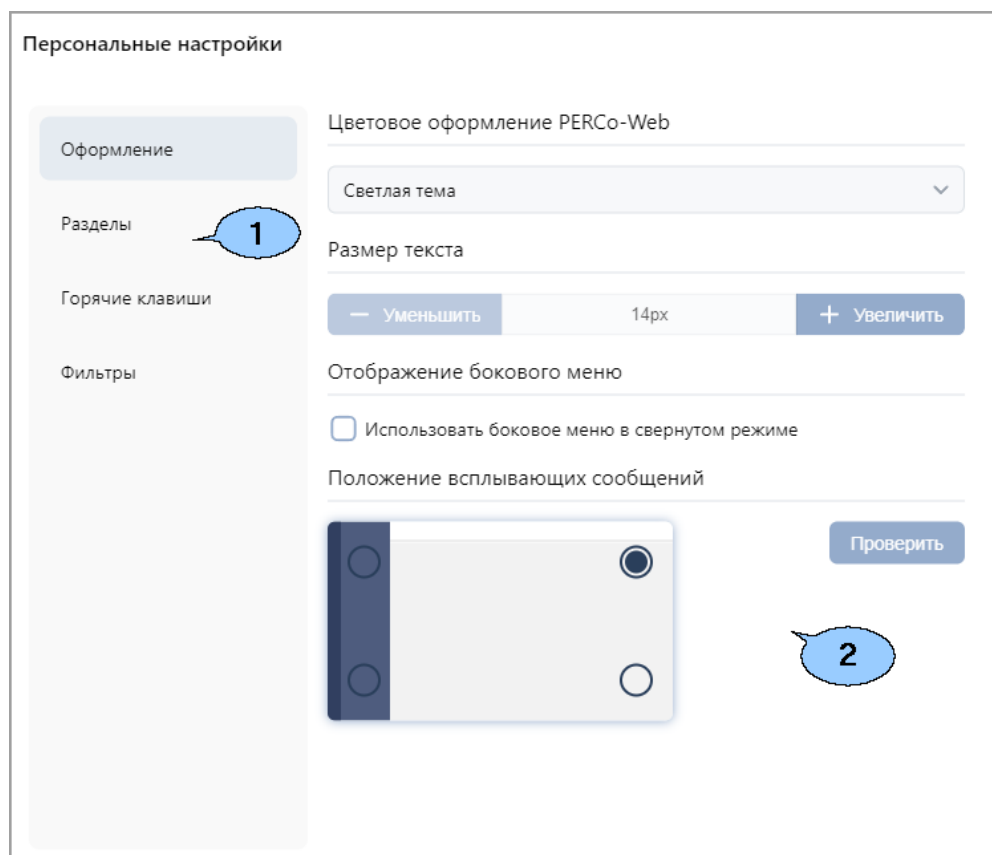 Персональные настройки
Оформление
Разделы
1
Горячие клавиши
Фильтры
Цветовое оформление PERCo-Web
Светлая тема
Размер текста
− Уменьшить 14px + Увеличить
Отображение бокового меню
Использовать боковое меню в свернутом режиме
Положение всплывающих сообщений
Проверить
2